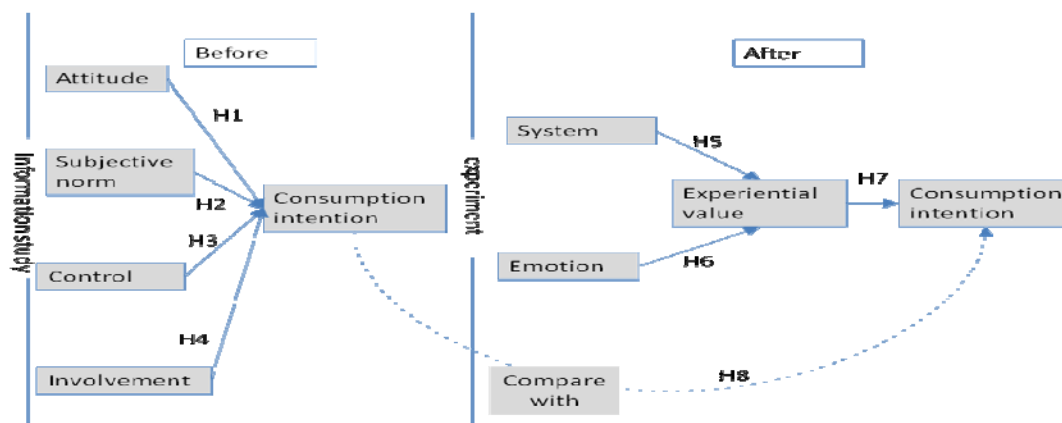 Before
After
Attitude
H1
System
H5
Informationstudy
Subjective
norm
H2
Consumption
intention
experiment
Experiential
value
H7
Consumption
intention
H3
Control
Emotion
H6
H4
Involvement
Compare
with
H8